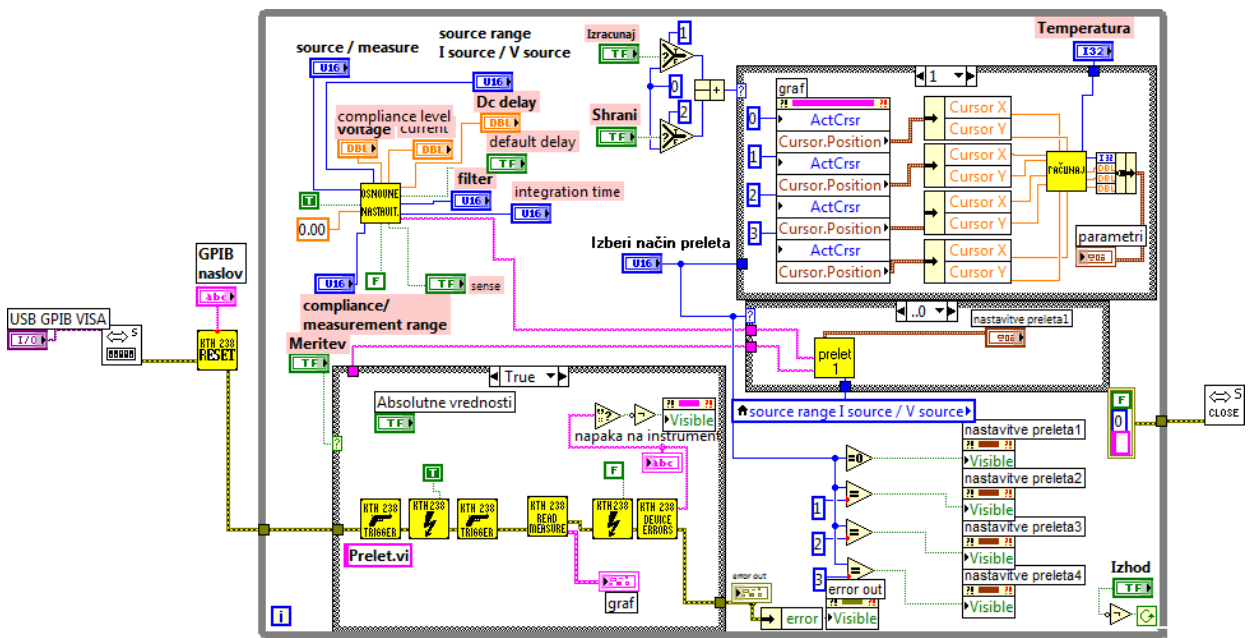 source / measure
U16
source range
I source / V source
U16
Dc delay
DBL
compliance level
voltage
current
DBL
DBL
default delay
TF
filter
U16
integration time
U16
OSNOVNE
NASTAVIT.
T
0.00
U16
F
TF
sense
compliance/
measurement range
GPIB
naslov
abc
USB GPIB VISA
I/O
S
KTH 238
RESET
Meritev
TF
Izracunaj
TF
1
0
2
Shrani
TF
?
?
+
Izberi način preleta
U16
Temperatura
I32
1
graf
0
ActCrsr
Cursor.Position
1
ActCrsr
Cursor.Position
2
ActCrsr
Cursor.Position
3
ActCrsr
Cursor.Position
Cursor X
Cursor Y
Cursor X
Cursor Y
Cursor X
Cursor Y
Cursor X
Cursor Y
RAČUNAJ
I32
DBL
DBL
DBL
parametri
..0
nastavitve preleta1
prelet
1
source range I source / V source
True
Absolutne vrednosti
TF
?
Visible
napaka na instrument
abc
T
F
KTH 238
TRIGGER
KTH 238
KTH 238
TRIGGER
KTH 238
READ
MEASURE
KTH 238
KTH 238
DEVICE
ERRORS
Prelet.vi
graf
error out
error
error out
Visible
=0
1
=
2
=
3
=
nastavitve preleta1
Visible
nastavitve preleta2
Visible
nastavitve preleta3
Visible
nastavitve preleta4
Visible
F
0
S
CLOSE
Izhod
TF
i